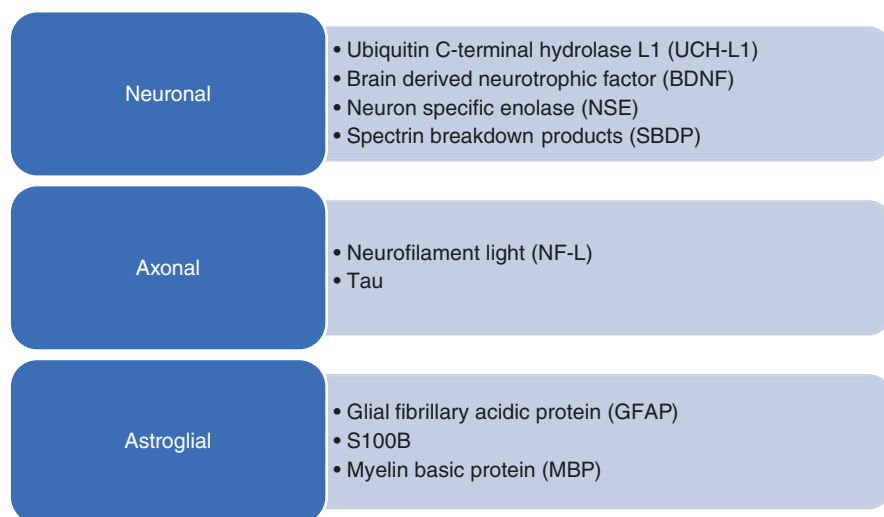 Neuronal
• Ubiquitin C-terminal hydrolase L1 (UCH-L1)
• Brain derived neurotrophic factor (BDNF)
• Neuron specific enolase (NSE)
• Spectrin breakdown products (SBDP)
Axonal
• Neurofilament light (NF-L)
• Tau
Astroglial
• Glial fibrillary acidic protein (GFAP)
• S100B
• Myelin basic protein (MBP)